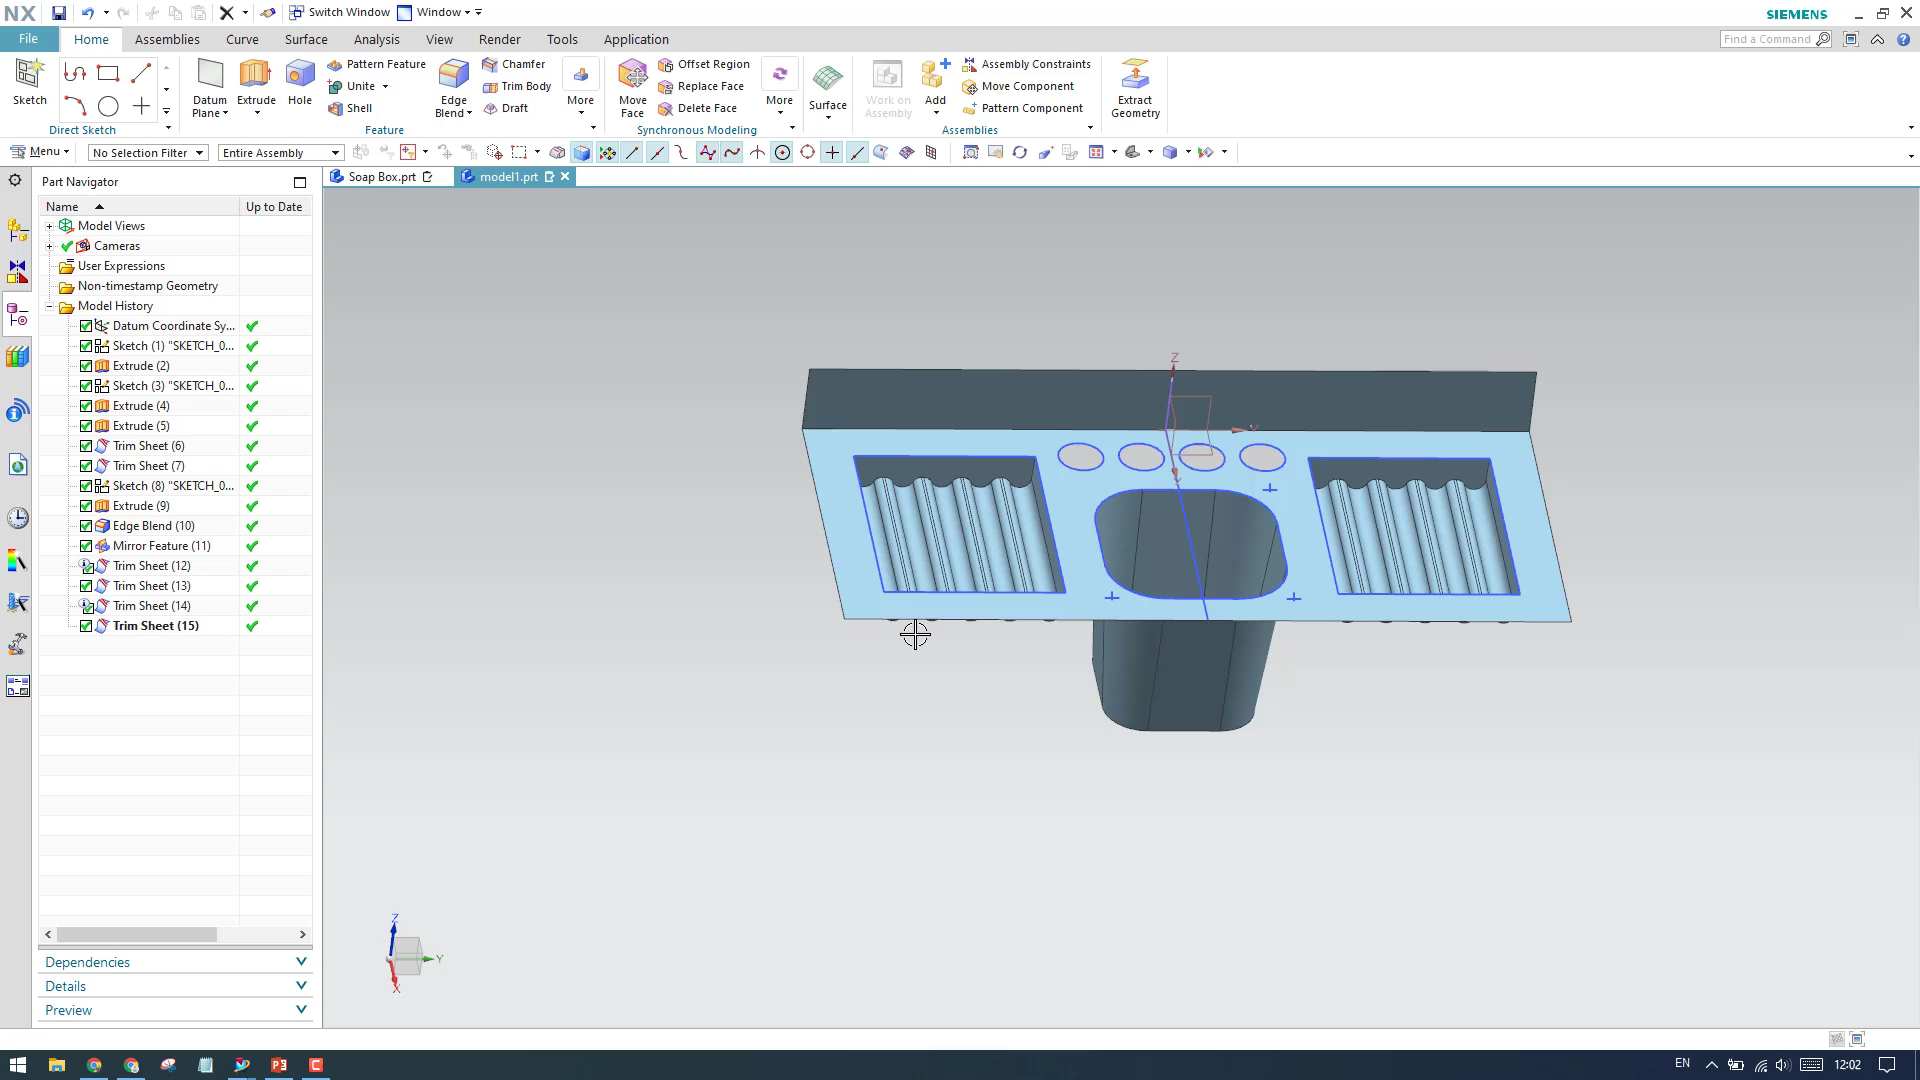 NX Switch Window Window SIEMENS
File Home Assemblies Curve Surface Analysis View Render Tools Application Find a Command
Sketch
Direct Sketch
Datum Plane
Extrude
Hole
Pattern Feature
Unite
Shell
Edge Blend
Chamfer
Trim Body
Draft
More
Feature
Move Face
Offset Region
Replace Face
Delete Face
More
Synchronous Modeling
Surface
Work on Assembly
Add
Assembly Constraints
Move Component
Pattern Component
Assemblies
Extract Geometry
Menu No Selection Filter Entire Assembly
Part Navigator
Soap Box.prt model1.prt
Name Up to Date
Model Views
Cameras
User Expressions
Non-timestamp Geometry
Model History
Datum Coordinate Sy...
Sketch (1) "SKETCH_0...
Extrude (2)
Sketch (3) "SKETCH_0...
Extrude (4)
Extrude (5)
Trim Sheet (6)
Trim Sheet (7)
Sketch (8) "SKETCH_0...
Extrude (9)
Edge Blend (10)
Mirror Feature (11)
Trim Sheet (12)
Trim Sheet (13)
Trim Sheet (14)
Trim Sheet (15)
Z
Z
Y
X
Dependencies
Details
Preview
EN 12:02